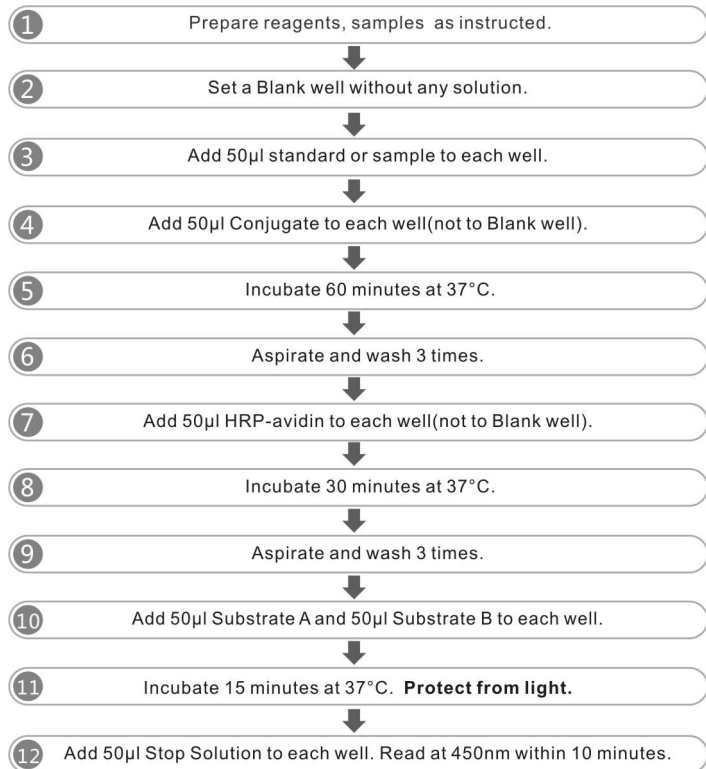 1 Prepare reagents, samples as instructed.
2 Set a Blank well without any solution.
3 Add 50μl standard or sample to each well.
4 Add 50μl Conjugate to each well(not to Blank well).
5 Incubate 60 minutes at 37°C.
6 Aspirate and wash 3 times.
7 Add 50μl HRP-avidin to each well(not to Blank well).
8 Incubate 30 minutes at 37°C.
9 Aspirate and wash 3 times.
10 Add 50μl Substrate A and 50μl Substrate B to each well.
11 Incubate 15 minutes at 37°C. Protect from light.
12 Add 50μl Stop Solution to each well. Read at 450nm within 10 minutes.